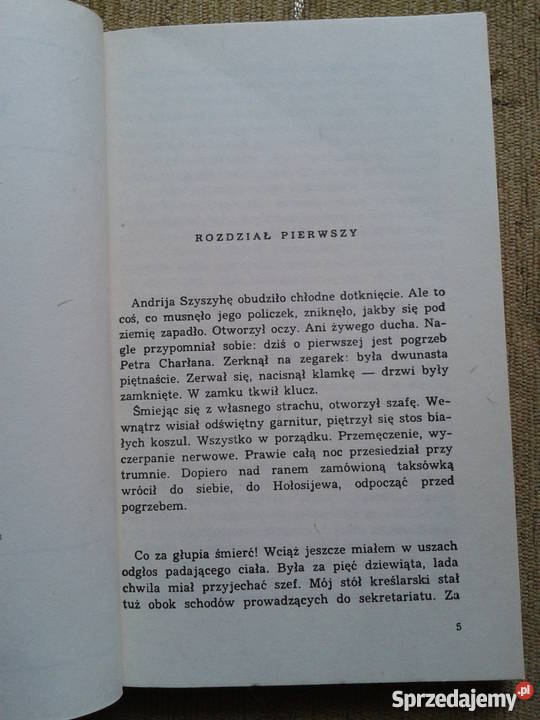 ROZDZIAŁ PIERWSZY
Andrija Szyszyhę obudziło chłodne dotknięcie. Ale to
coś, co musnęło jego policzek, zniknęło, jakby się pod
ziemię zapadło. Otworzył oczy. Ani żywego ducha. Na-
gle przypomniał sobie: dziś o pierwszej jest pogrzeb
Petra Charłana. Zerknął na zegarek: była dwunasta
piętnaście. Zerwał się, nacisnął klamkę — drzwi były
zamknięte. W zamku tkwił klucz.
Śmiejąc się z własnego strachu, otworzył szafę. We-
wnątrz wisiał odświętny garnitur, piętrzył się stos bia-
łych koszul. Wszystko w porządku. Przemęczenie, wy-
czerpanie nerwowe. Prawie całą noc przesiedział przy
trumnie. Dopiero nad ranem zamówioną taksówką
wrócił do siebie, do Hołosijewa, odpocząć przed
pogrzebem.
Co za głupia śmierć! Wciąż jeszcze miałem w uszach
odgłos padającego ciała. Była za pięć dziewiąta, lada
chwila miał przyjechać szef. Mój stół kreślarski stał
tuż obok schodów prowadzących do sekretariatu. Za
5
Sprzedajemy.pl